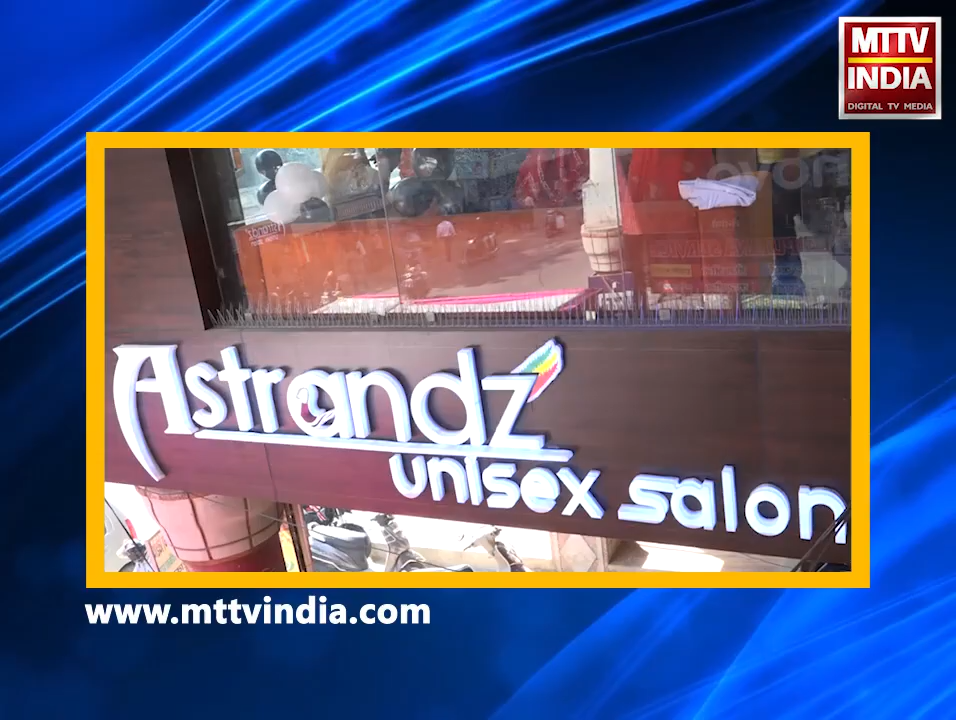 MTTV
INDIA
DIGITAL TV MEDIA
Astrandz
unisex salon
www.mttvindia.com